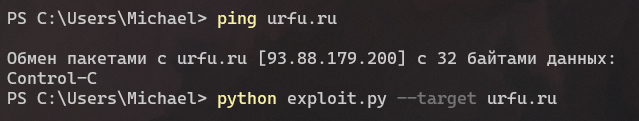 PS C:\Users\Michael> ping urfu.ru
Обмен пакетами с urfu.ru [93.88.179.200] с 32 байтами данных:
Control-C
PS C:\Users\Michael> python exploit.py --target urfu.ru